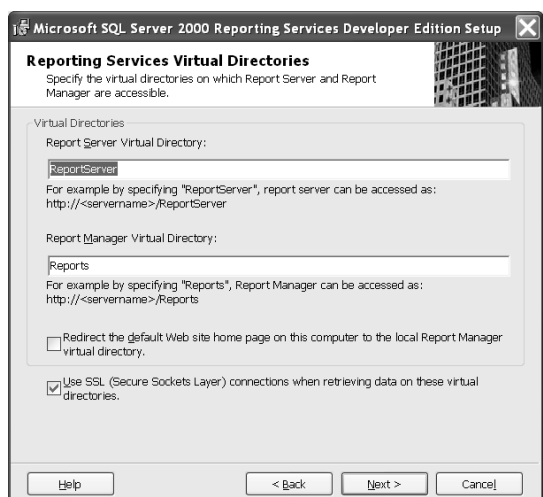 Microsoft SQL Server 2000 Reporting Services Developer Edition Setup
Reporting Services Virtual Directories
Specify the virtual directories on which Report Server and Report
Manager are accessible.
Virtual Directories
Report Server Virtual Directory:
ReportServer
For example by specifying "ReportServer", report server can be accessed as:
http://<servername>/ReportServer
Report Manager Virtual Directory:
Reports
For example by specifying "Reports", Report Manager can be accessed as:
http://<servername>/Reports
Redirect the default Web site home page on this computer to the local Report Manager
virtual directory.
Use SSL (Secure Sockets Layer) connections when retrieving data on these virtual
directories.
Help
< Back
Next >
Cancel